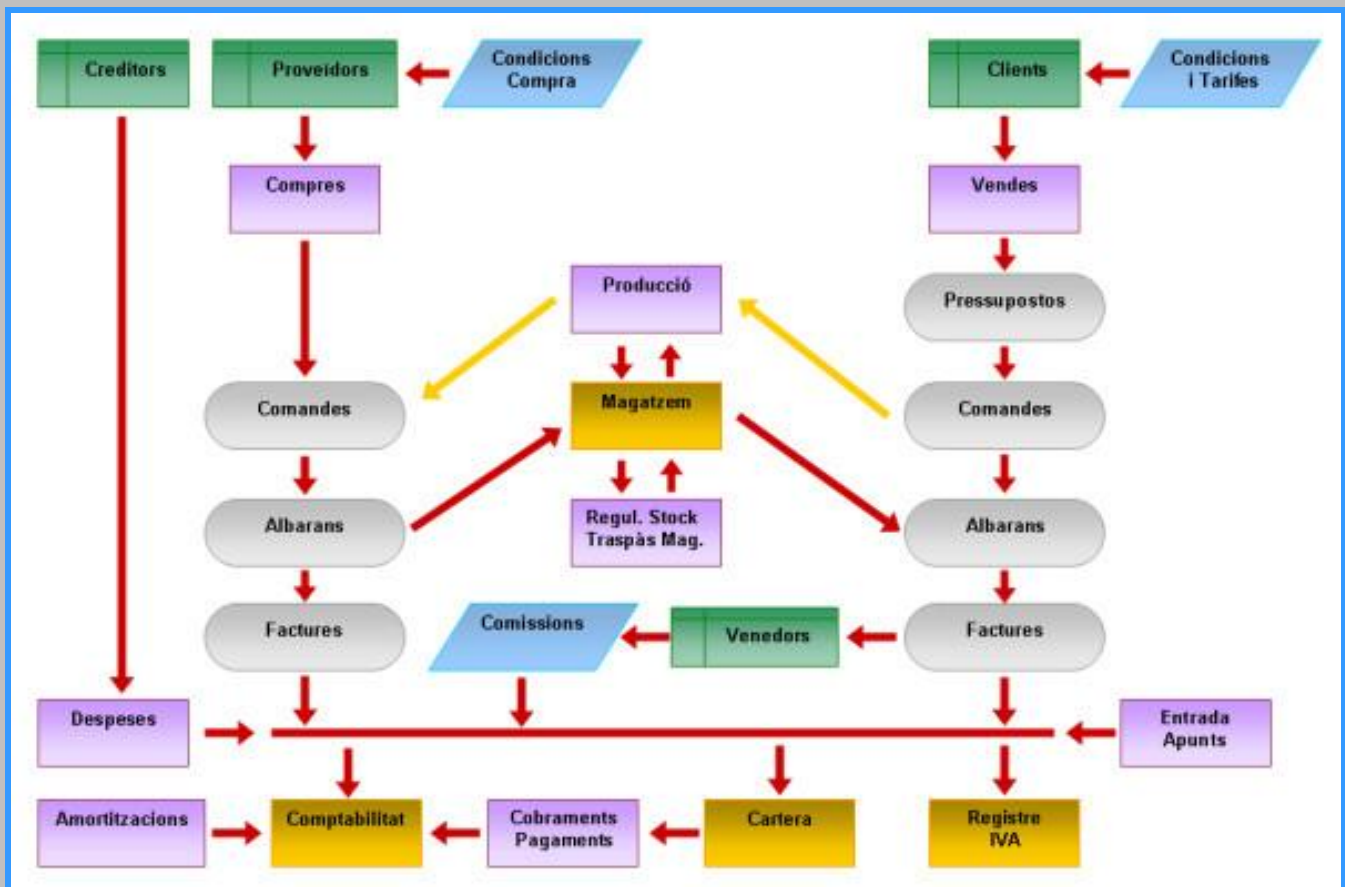 Creditors
Proveïdors
Condicions
Compra
Clients
Condicions
i Tarifes
Compres
Vendes
Producció
Pressupostos
Comandes
Magatzem
Comandes
Albarans
Regul. Stock
Traspàs Mag.
Albarans
Factures
Comissions
Venedors
Factures
Despeses
Entrada
Apunts
Amortitzacions
Comptabilitat
Cobraments
Pagaments
Cartera
Registre
IVA